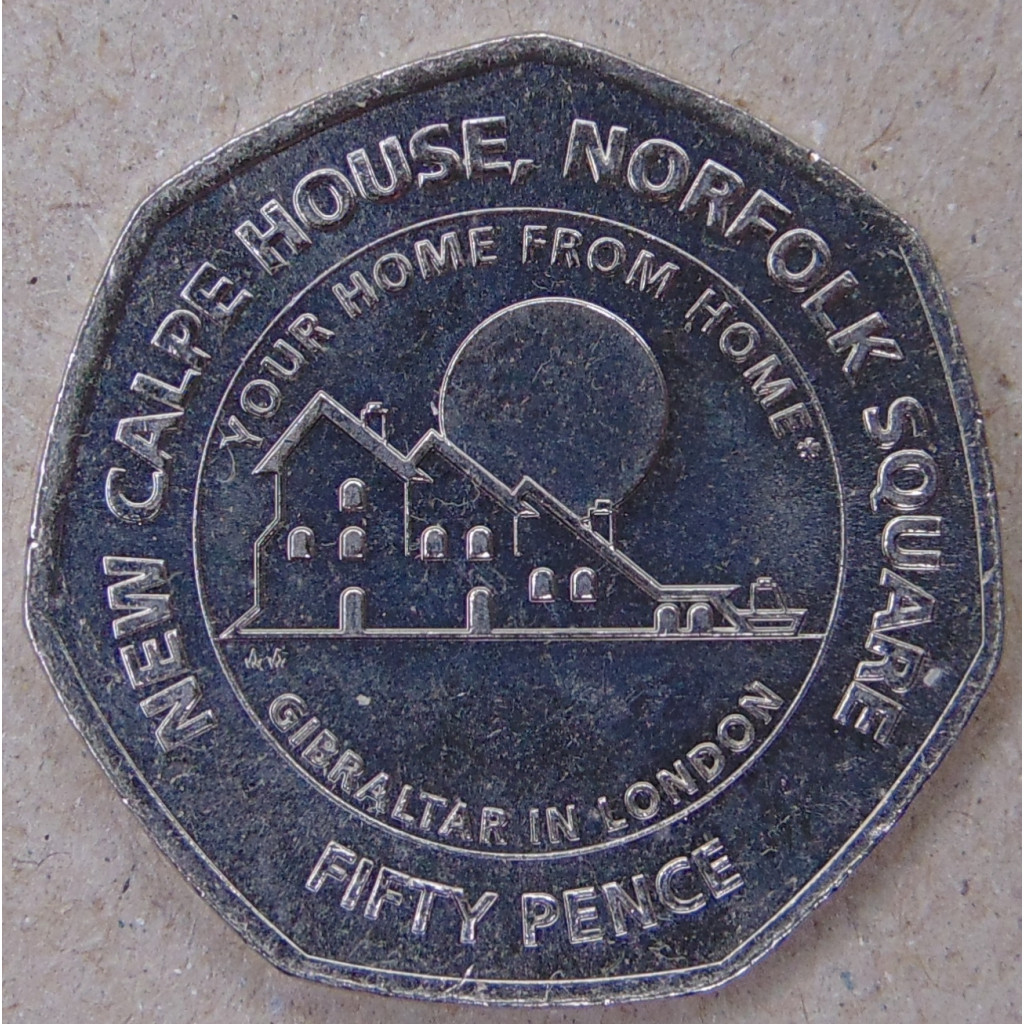 NEW CALPE HOUSE, NORFOLK SQUARE
YOUR HOME FROM HOME*
GIBRALTAR IN LONDON
FIFTY PENCE